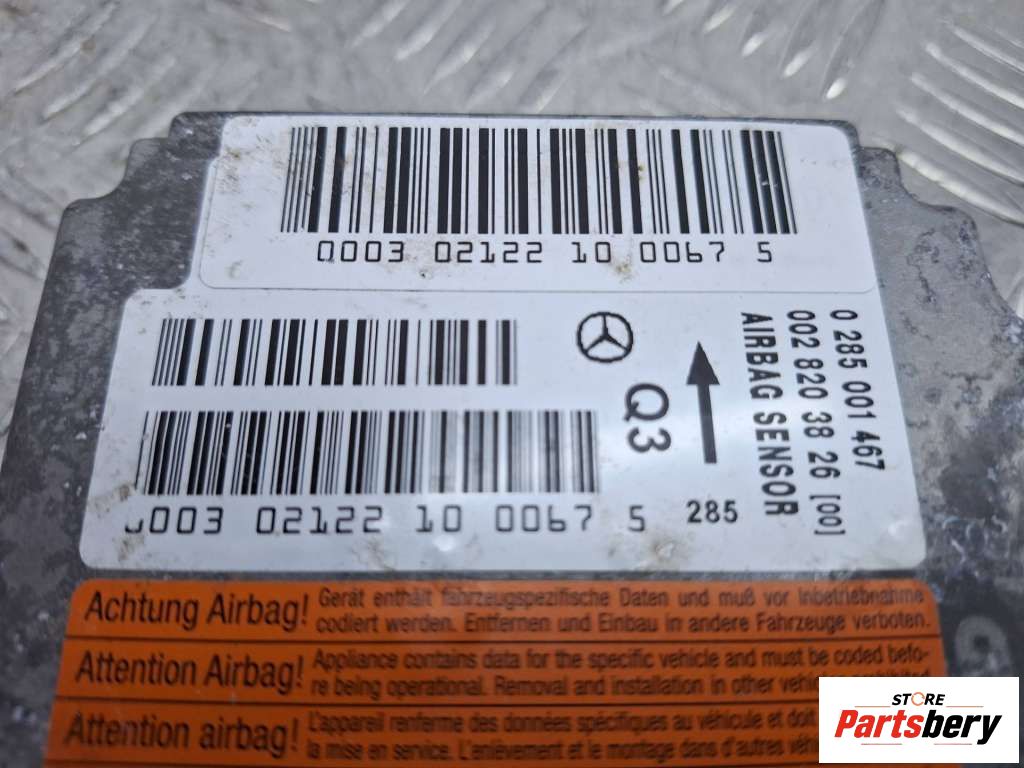 0003 02122 10 0067 5
0 285 001 467
002 820 38 26 [00]
AIRBAG SENSOR
Q3
285
0003 02122 10 0067 5
Achtung Airbag! Gerät enthält fahrzeugspezifische Daten und muß vor Inbetriebnahme
codiert werden. Entfernen und Einbau in andere Fahrzeuge verboten.
Attention Airbag! Appliance contains data for the specific vehicle and must be coded befo-
re being operational. Removal and installation in other
Attention airbag! L'appareil renferme des données spécifiques au véhicule et doit
la mise en service. L'enlèvement et le montage dans d'autres
STORE
Partsbery